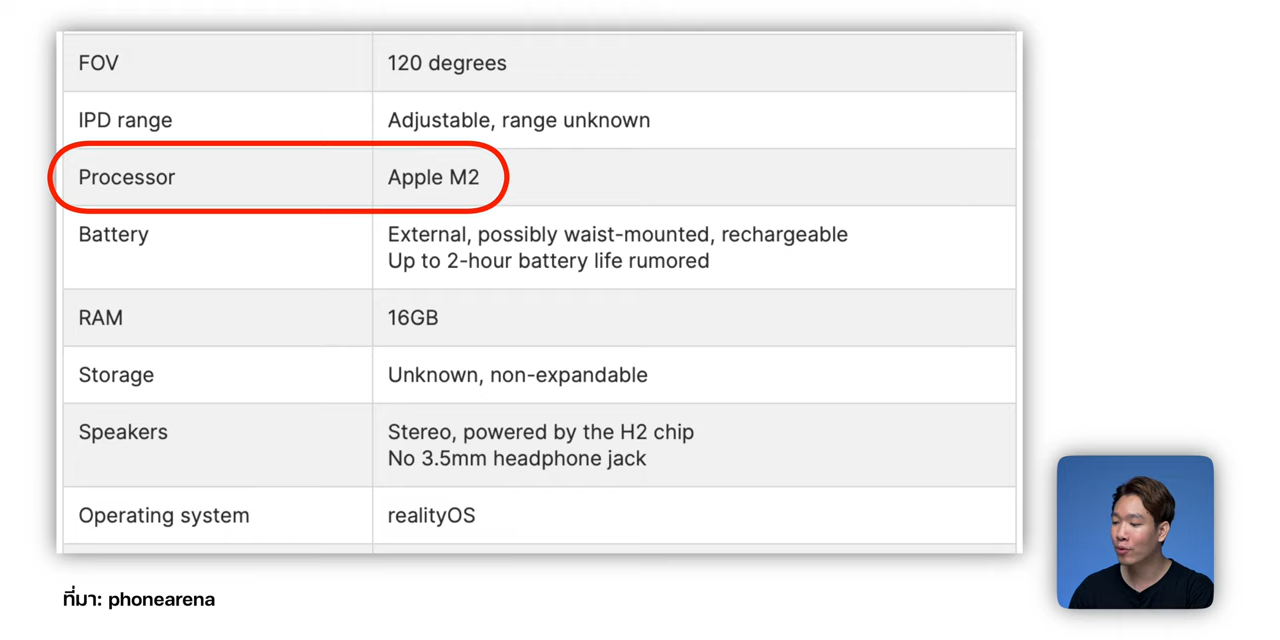 FOV 120 degrees
IPD range Adjustable, range unknown
Processor Apple M2
Battery External, possibly waist-mounted, rechargeable
Up to 2-hour battery life rumored
RAM 16GB
Storage Unknown, non-expandable
Speakers Stereo, powered by the H2 chip
No 3.5mm headphone jack
Operating system realityOS
ที่มา: phonearena